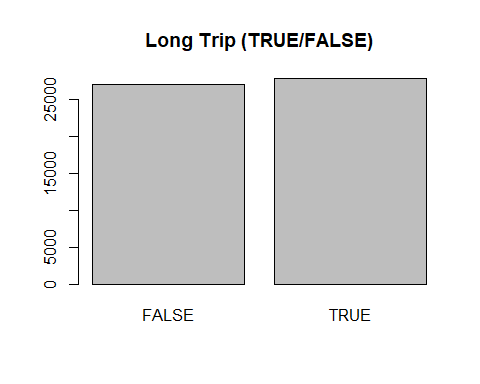 Long Trip (TRUE/FALSE)
25000
15000
5000
0
FALSE TRUE